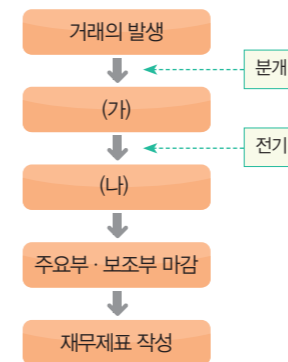 거래의 발생
분개
(가)
전기
(나)
주요부 · 보조부 마감
재무제표 작성